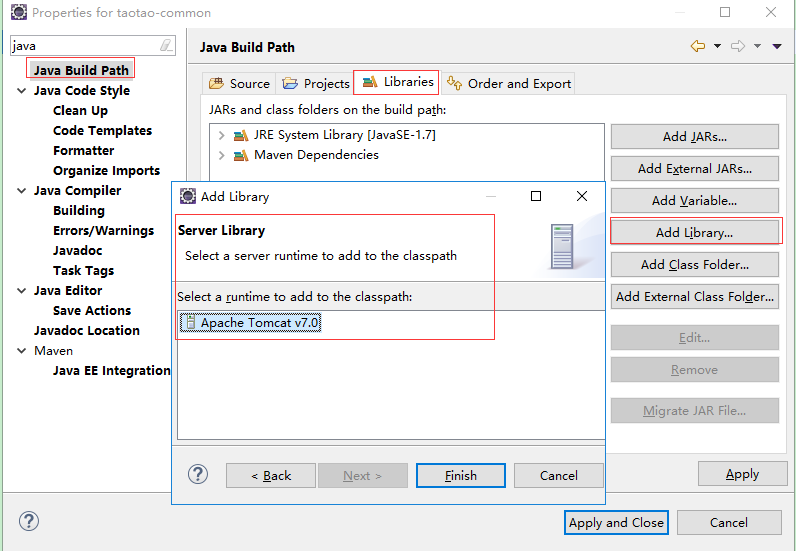 Properties for taotao-common
java
Java Build Path
Java Code Style
Clean Up
Code Templates
Formatter
Organize Imports
Java Compiler
Building
Errors/Warnings
Javadoc
Task Tags
Java Editor
Save Actions
Javadoc Location
Maven
Java EE Integration
Java Build Path
Source Projects Libraries Order and Export
JARs and class folders on the build path:
JRE System Library [JavaSE-1.7]
Maven Dependencies
Add JARs...
Add External JARs...
Add Variable...
Add Library...
Add Class Folder...
Add External Class Folder...
Edit...
Remove
Migrate JAR File...
Apply
Add Library
Server Library
Select a server runtime to add to the classpath
Select a runtime to add to the classpath:
Apache Tomcat v7.0
? < Back Next > Finish Cancel
? Apply and Close Cancel